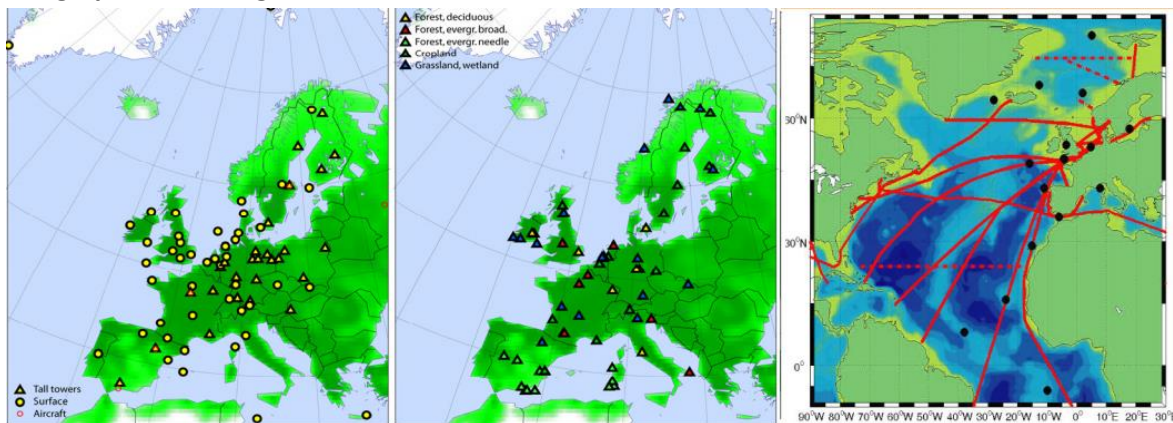 Tall towers
Surface
Aircraft
Forest, deciduous
Forest, evergr. broad.
Forest, evergr. needle
Cropland
Grassland, wetland
30°N
30°N
0°
90°W 80°W 70°W 60°W 50°W 40°W 30°W 20°W 10°W 0° 10°E 20°E 30°E